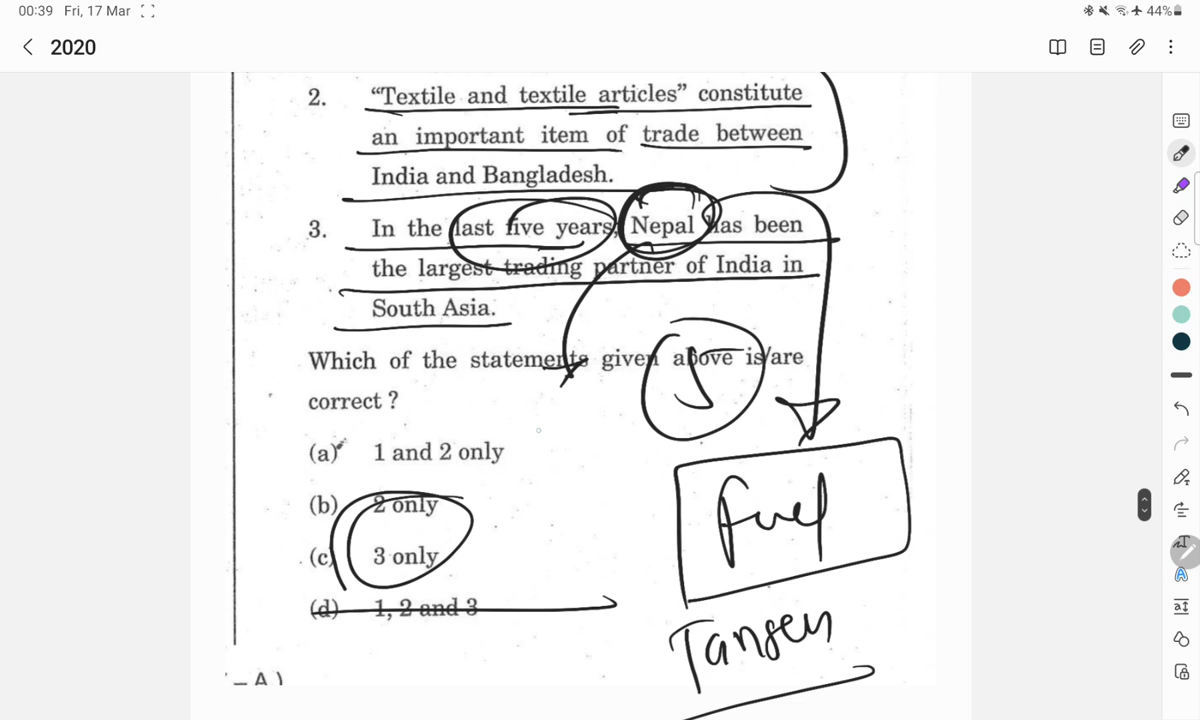 00:39 Fri, 17 Mar
44%
2020
2. "Textile and textile articles" constitute
an important item of trade between
India and Bangladesh.
3. In the last five years, Nepal has been
the largest trading partner of India in
South Asia.
Which of the statements given above is/are
correct ?
(a) 1 and 2 only
(b) 2 only
(c) 3 only
(d) 1, 2 and 3
fuel
Tansen
– A )